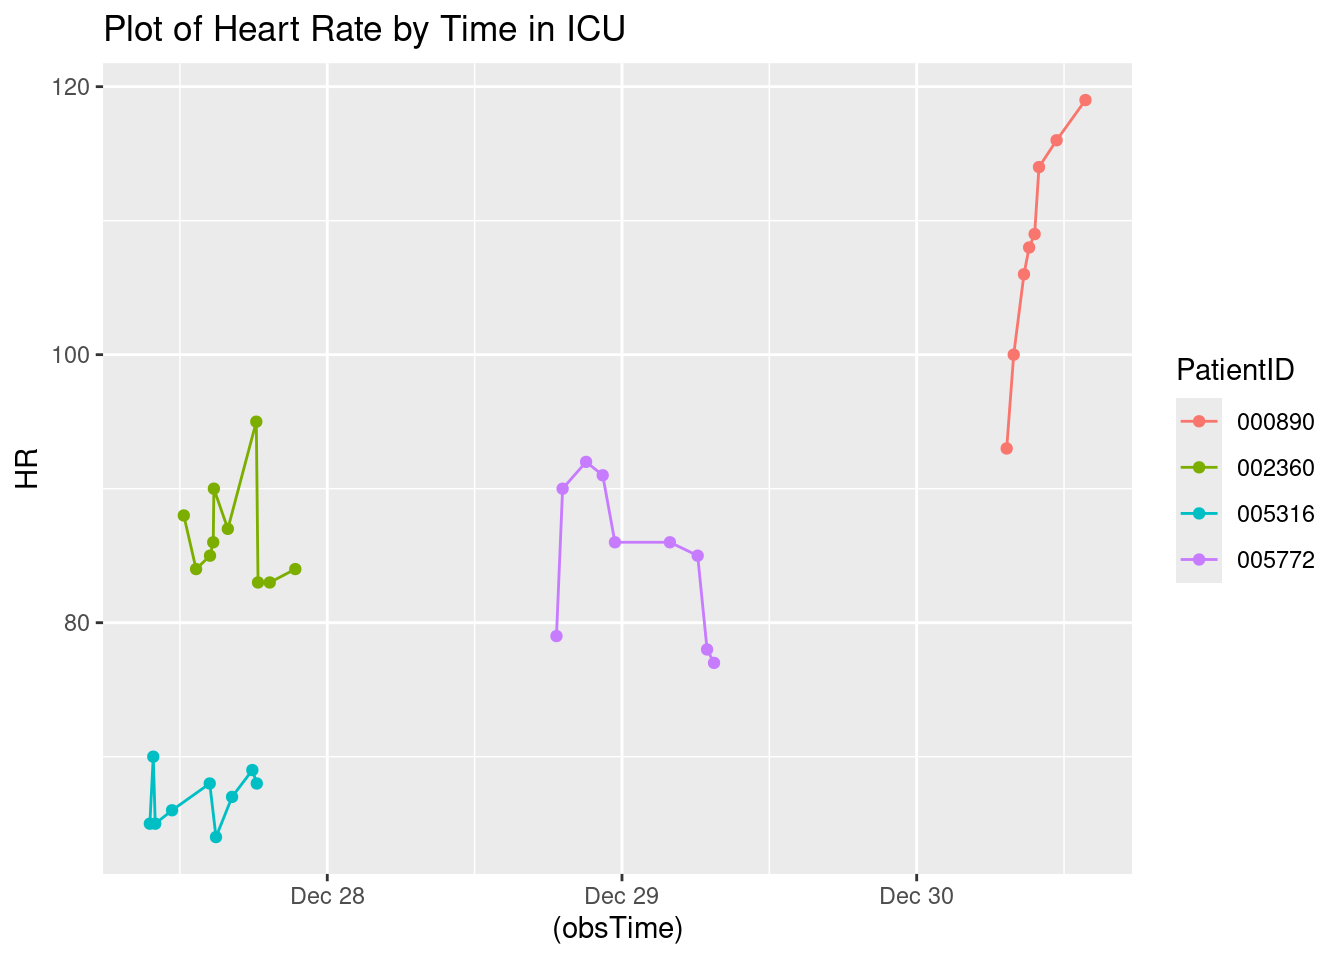 Plot of Heart Rate by Time in ICU
120
100
80
HR
Dec 28
Dec 29
Dec 30
(obsTime)
PatientID
000890
002360
005316
005772